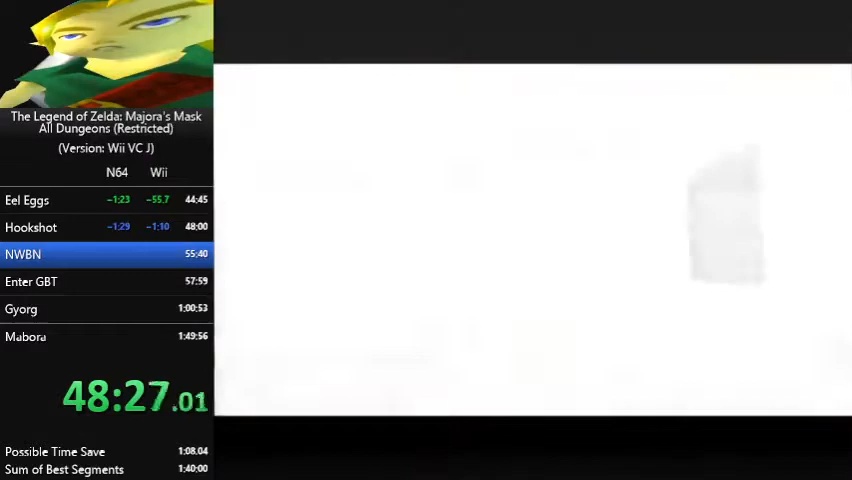 The Legend of Zelda: Majora's Mask
All Dungeons (Restricted)
(Version: Wii VC J)
N64 Wii
Eel Eggs −1:23 −55.7 44:45
Hookshot −1:29 −1:10 48:00
NWBN 55:40
Enter GBT 57:59
Gyorg 1:00:53
Mabora 1:49:56
48:27.01
Possible Time Save 1:08.04
Sum of Best Segments 1:40:00